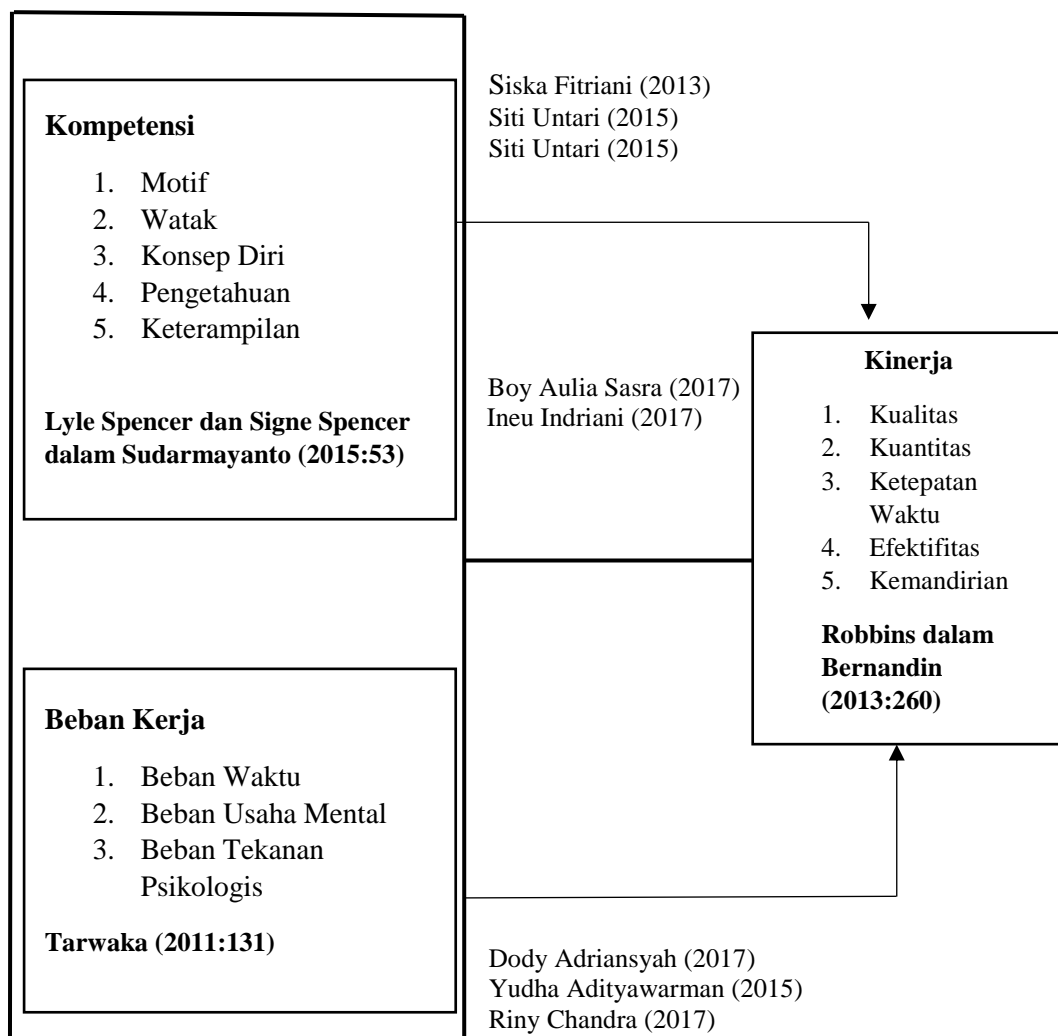 Siska Fitriani (2013)
Siti Untari (2015)
Siti Untari (2015)
Kompetensi
1. Motif
2. Watak
3. Konsep Diri
4. Pengetahuan
5. Keterampilan
Lyle Spencer dan Signe Spencer
dalam Sudarmayanto (2015:53)
Boy Aulia Sasra (2017)
Ineu Indriani (2017)
Kinerja
1. Kualitas
2. Kuantitas
3. Ketepatan
Waktu
4. Efektifitas
5. Kemandirian
Robbins dalam
Bernandin
(2013:260)
Beban Kerja
1. Beban Waktu
2. Beban Usaha Mental
3. Beban Tekanan
Psikologis
Tarwaka (2011:131)
Dody Adriansyah (2017)
Yudha Adityawarman (2015)
Riny Chandra (2017)